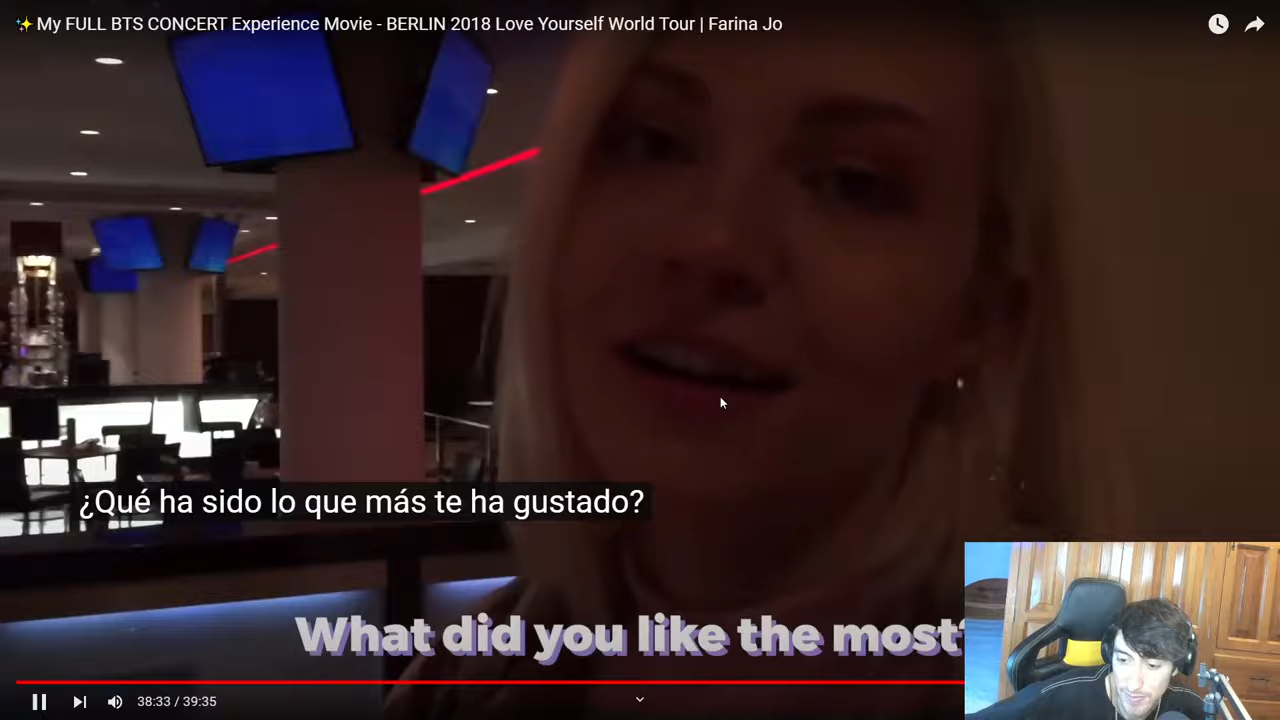 ✨My FULL BTS CONCERT Experience Movie - BERLIN 2018 Love Yourself World Tour | Farina Jo
¿Qué ha sido lo que más te ha gustado?
What did you like the most?
38:33 / 39:35